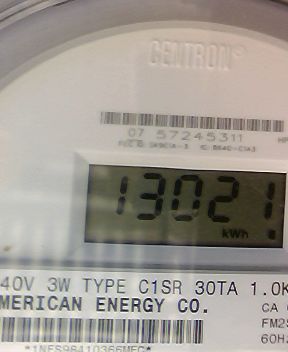 CENTRON®
07 57245311
13021
kWh
40V 3W TYPE C1SR 30TA 1.0K
MERICAN ENERGY CO.
CA
FM2S
60HZ